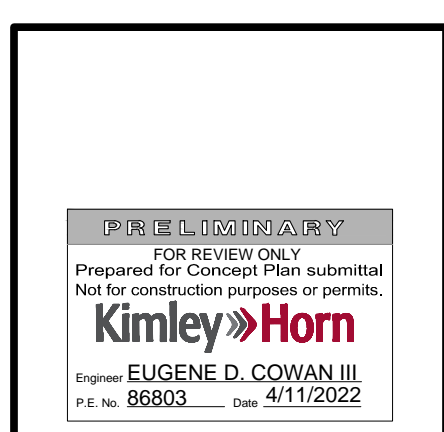 PRELIMINARY
FOR REVIEW ONLY
Prepared for Concept Plan submittal
Not for construction purposes or permits.
Kimley»Horn
Engineer EUGENE D. COWAN III
P.E. No. 86803 Date 4/11/2022